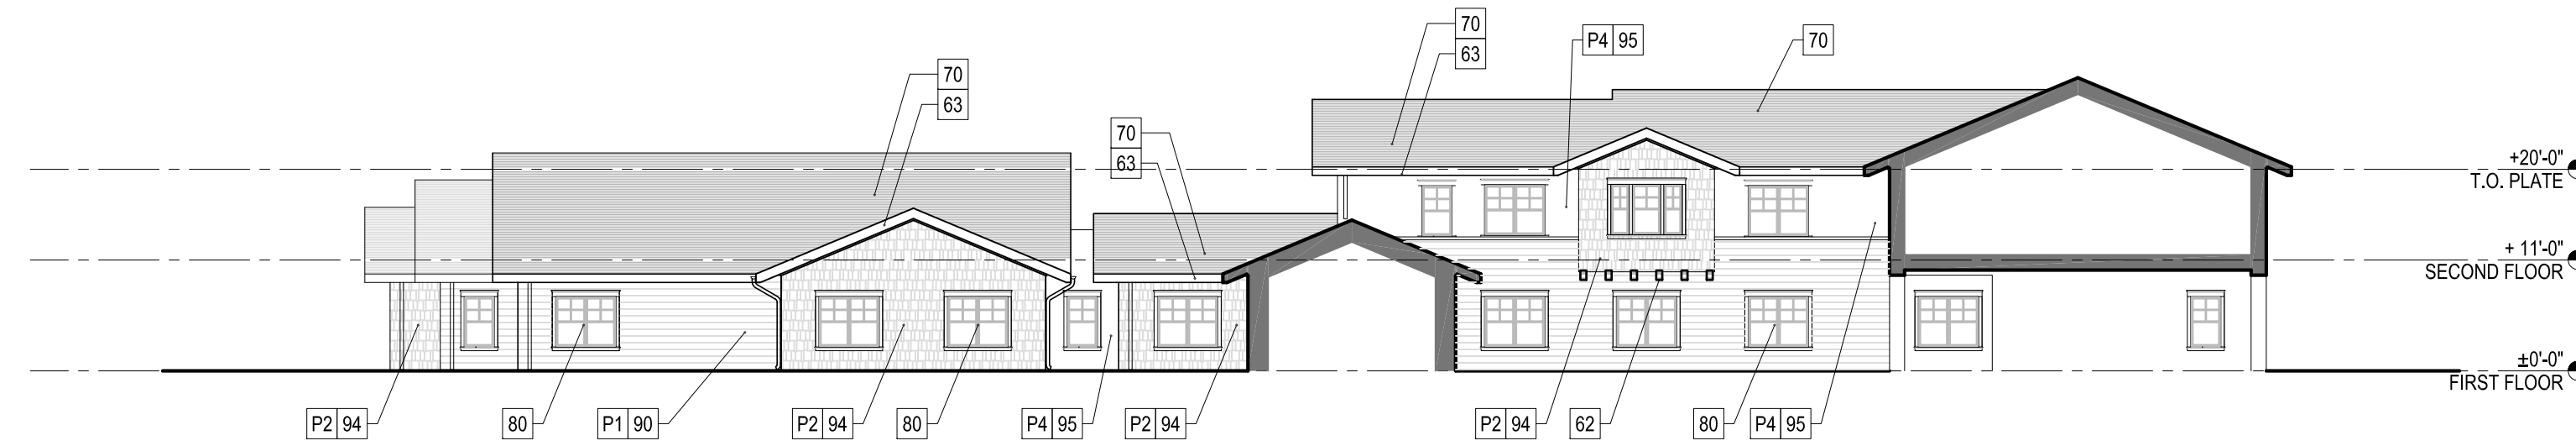 70
63
P4 95
70
70
63
70
63
+20'-0"
T.O. PLATE
+ 11'-0"
SECOND FLOOR
±0'-0"
FIRST FLOOR
P2 94
80
P1 90
P2 94
80
P4 95
P2 94
P2 94
62
80
P4 95